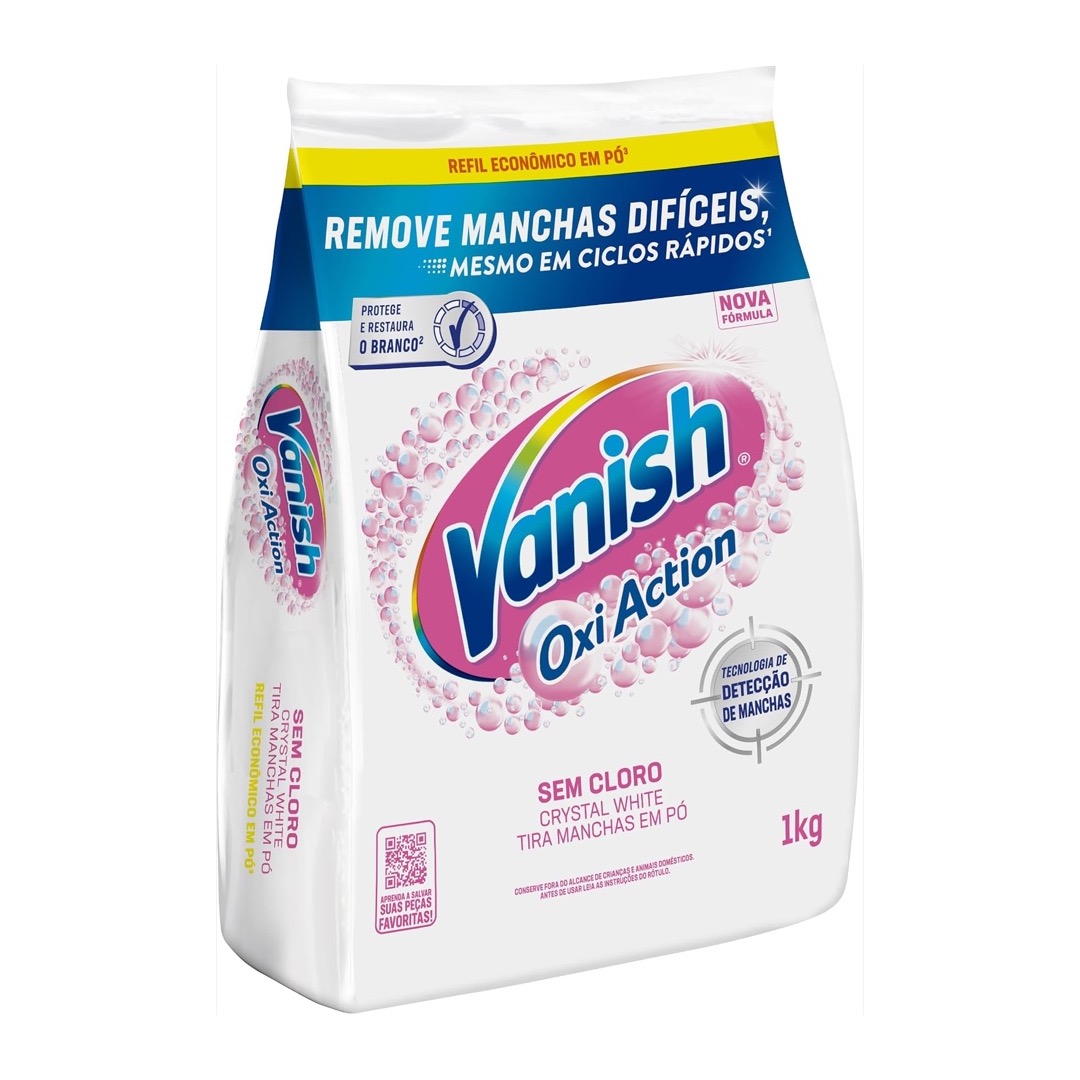 REFIL ECONÔMICO EM PÓ³
REMOVE MANCHAS DIFÍCEIS,
MESMO EM CICLOS RÁPIDOS¹
NOVA
FÓRMULA
PROTEGE
E RESTAURA
O BRANCO²
Vanish®
Oxi Action
Vanish
Oxi Action
TECNOLOGIA DE
DETECÇÃO
DE MANCHAS
SEM CLORO
CRYSTAL WHITE
TIRA MANCHAS EM PÓ
1kg
SEM CLORO
CRYSTAL WHITE
TIRA MANCHAS EM PÓ
REFIL ECONÔMICO EM PÓ³
APRENDA A SALVAR
SUAS PEÇAS
FAVORITAS!
CONSERVE FORA DO ALCANCE DE CRIANÇAS E ANIMAIS DOMÉSTICOS.
ANTES DE USAR LEIA AS INSTRUÇÕES DO RÓTULO.